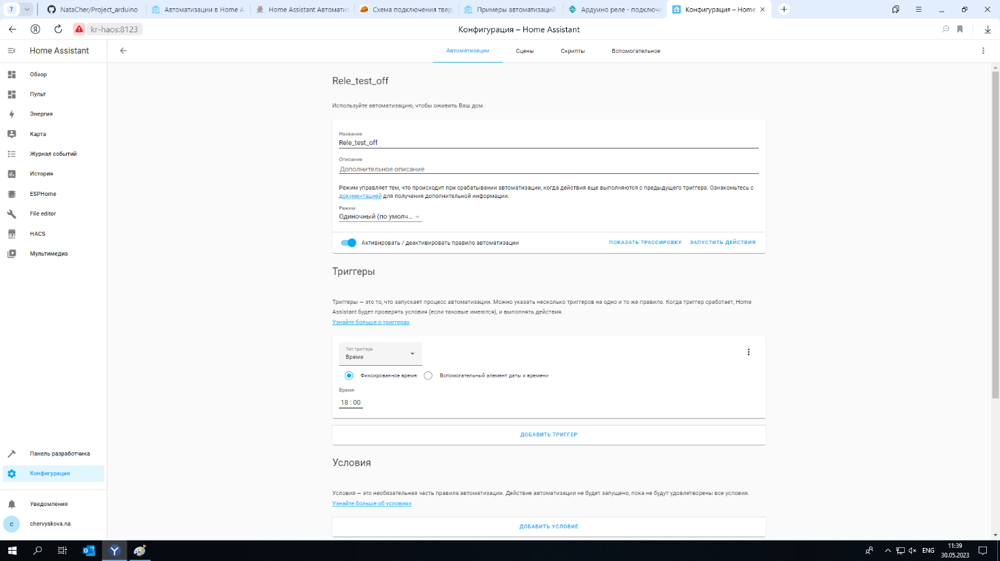 7
NataCher/Project_arduino
Автоматизации в Home A
Home Assistant Автоматиз
Схема подключения твер
Примеры автоматизаций
Ардуино реле - подключе
Конфигурация – Home
kr-haos:8123
Конфигурация – Home Assistant
Home Assistant
Автоматизации
Сцены
Скрипты
Вспомогательное
Обзор
Пульт
Энергия
Карта
Журнал событий
История
ESPHome
File editor
HACS
Мультимедиа
Панель разработчика
Конфигурация
Уведомления
c
chervyakova.na
Rele_test_off
Используйте автоматизацию, чтобы оживить Ваш дом.
Название
Rele_test_off
Описание
Дополнительное описание
Режим управляет тем, что происходит при срабатывании автоматизации, когда действия еще выполняются с предыдущего триггера. Ознакомьтесь с
документацией для получения дополнительной информации.
Режим
Одиночный (по умолч...
Активировать / деактивировать правило автоматизации
ПОКАЗАТЬ ТРАССИРОВКУ
ЗАПУСТИТЬ ДЕЙСТВИЯ
Триггеры
Триггеры — это то, что запускает процесс автоматизации. Можно указать несколько триггеров на одно и то же правило. Когда триггер сработает, Home
Assistant будет проверять условия (если таковые имеются), и выполнять действия.
Узнайте больше о триггерах
Тип триггера
Время
Фиксированное время
Вспомогательный элемент даты и времени
Время
18 : 00
ДОБАВИТЬ ТРИГГЕР
Условия
Условия — это необязательная часть правила автоматизации. Действие автоматизации не будет запущено, пока не будут удовлетворены все условия.
Узнайте больше об условиях
ДОБАВИТЬ УСЛОВИЕ
ENG
11:39
30.05.2023